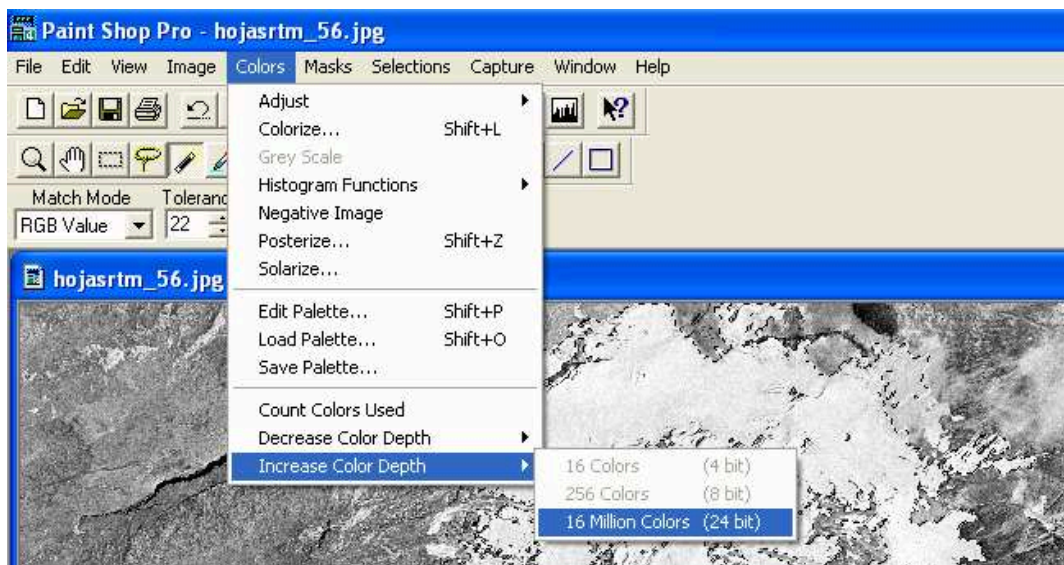 Paint Shop Pro - hojasrtm_56.jpg
File Edit View Image Colors Masks Selections Capture Window Help
Adjust
Colorize... Shift+L
Grey Scale
Histogram Functions
Negative Image
Posterize... Shift+Z
Solarize...
Edit Palette... Shift+P
Load Palette... Shift+O
Save Palette...
Count Colors Used
Decrease Color Depth
Increase Color Depth
16 Colors (4 bit)
256 Colors (8 bit)
16 Million Colors (24 bit)
Match Mode Toleranc
RGB Value 22
hojasrtm_56.jpg